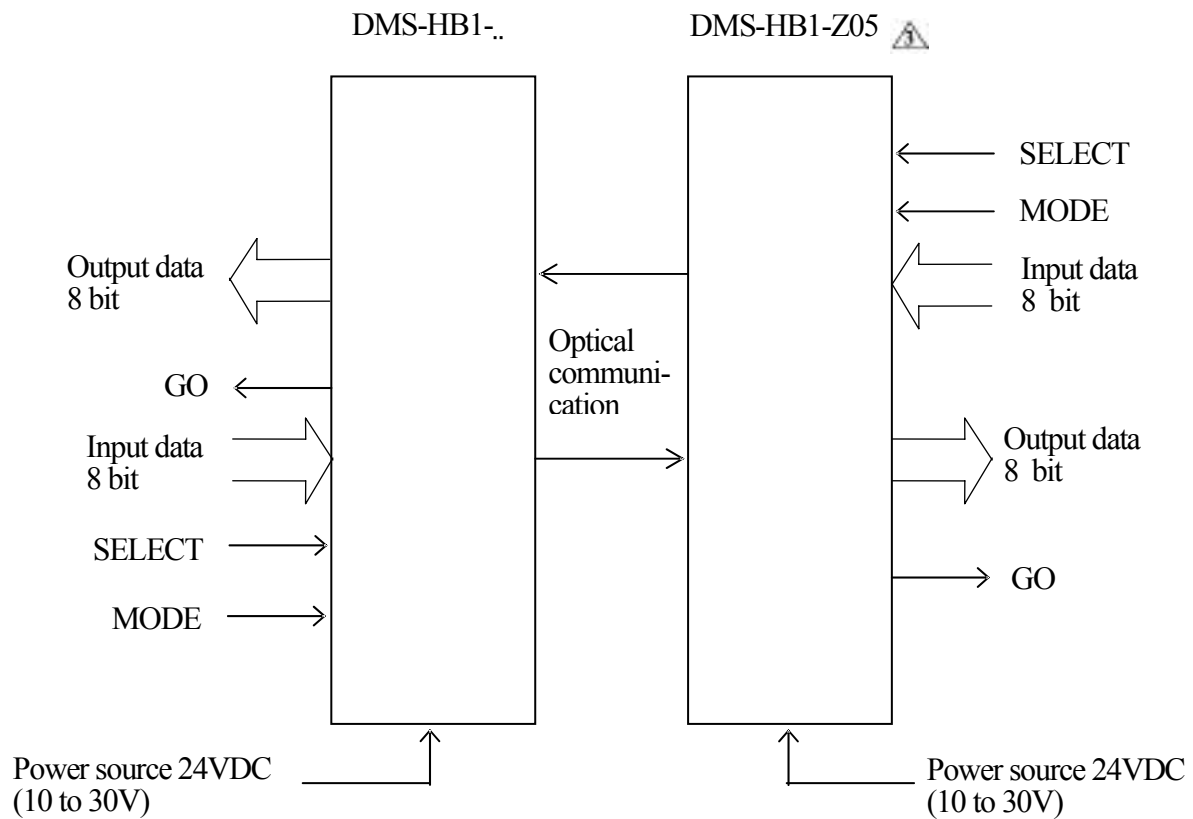 DMS-HB1-..
DMS-HB1-Z05
SELECT
MODE
Output data
8 bit
Input data
8 bit
Optical
communi-
cation
GO
Input data
8 bit
Output data
8 bit
SELECT
GO
MODE
Power source 24VDC
(10 to 30V)
Power source 24VDC
(10 to 30V)